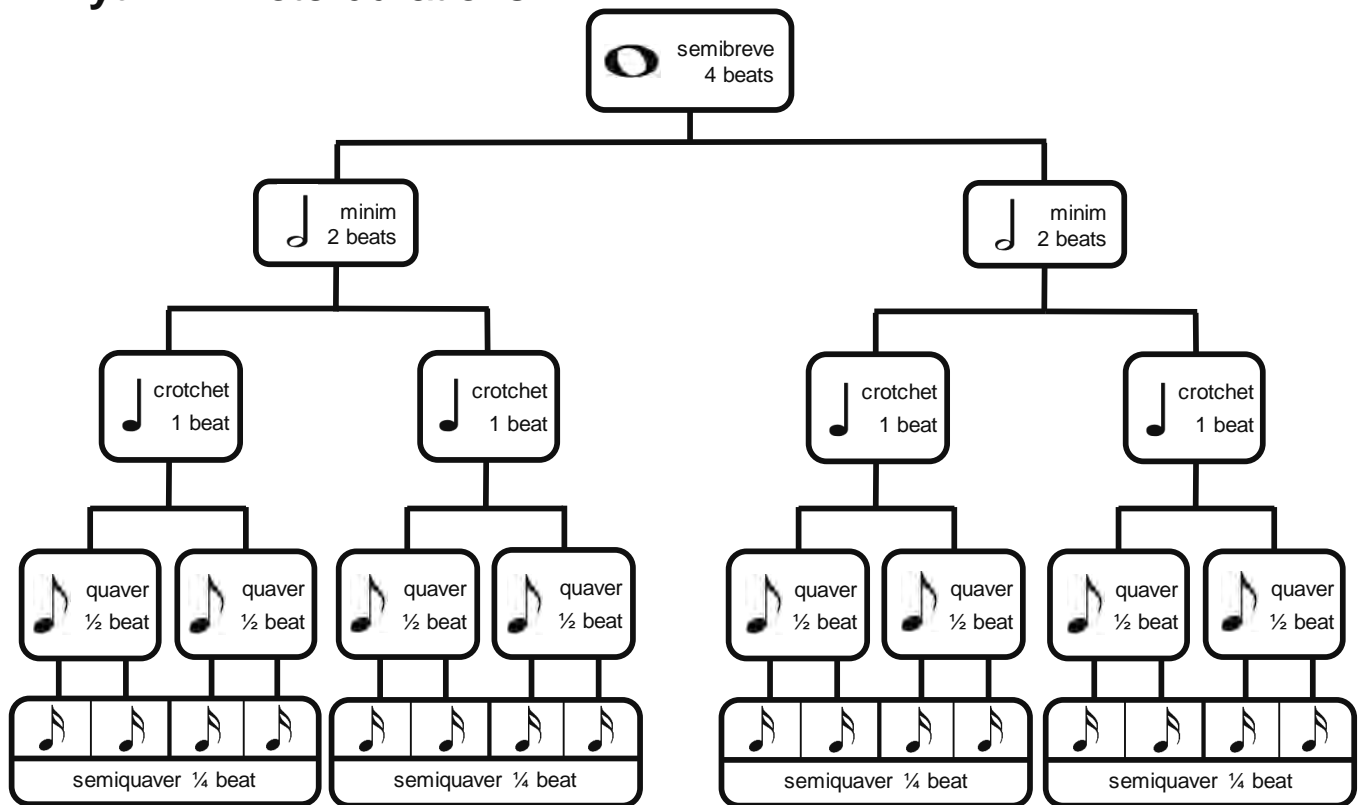 semibreve
4 beats
minim
2 beats
minim
2 beats
crotchet
1 beat
crotchet
1 beat
crotchet
1 beat
crotchet
1 beat
quaver
½ beat
quaver
½ beat
quaver
½ beat
quaver
½ beat
quaver
½ beat
quaver
½ beat
quaver
½ beat
quaver
½ beat
semiquaver ¼ beat
semiquaver ¼ beat
semiquaver ¼ beat
semiquaver ¼ beat